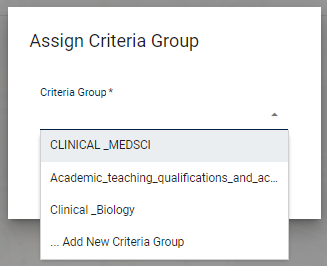 Assign Criteria Group
Criteria Group *
CLINICAL _MEDSCI
Academic_teaching_qualifications_and_ac...
Clinical _Biology
... Add New Criteria Group